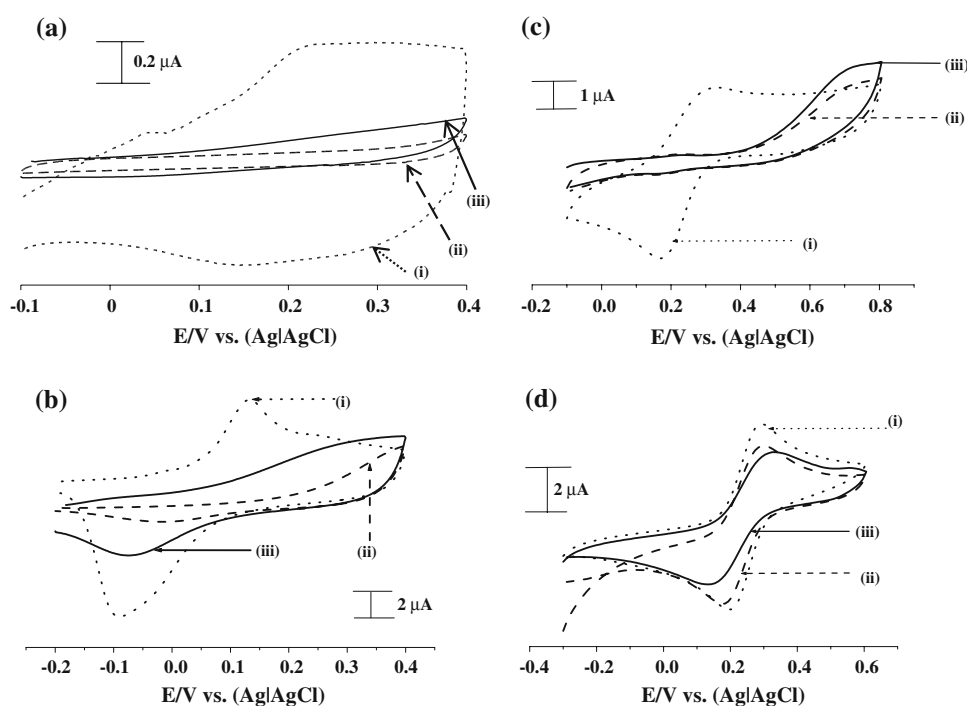 (a)
0.2 μA
(iii)
(ii)
(i)
-0.1 0 0.1 0.2 0.3 0.4
E/V vs. (Ag|AgCl)
(c)
1 μA
(iii)
(ii)
(i)
0.0 0.2 0.4 0.6 0.8
E/V vs. (Ag|AgCl)
(b)
(i)
(iii)
(ii)
2 μA
-0.2 -0.1 0.0 0.1 0.2 0.3 0.4
E/V vs. (Ag|AgCl)
(d)
(i)
2 μA
(iii)
(ii)
-0.4 -0.2 0.0 0.2 0.4 0.6
E/V vs. (Ag|AgCl)